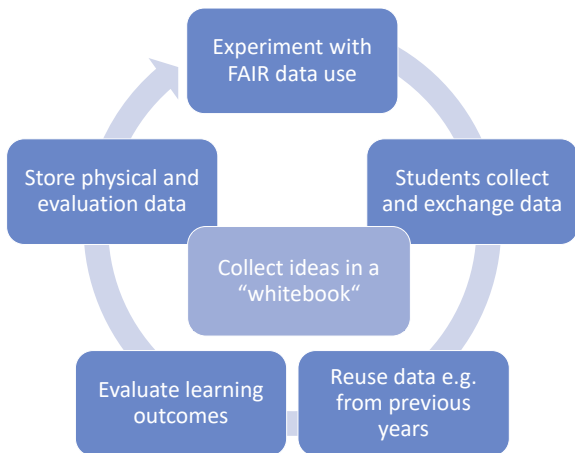 Experiment with
FAIR data use
Students collect
and exchange data
Reuse data e.g.
from previous
years
Evaluate learning
outcomes
Store physical and
evaluation data
Collect ideas in a
“whitebook“